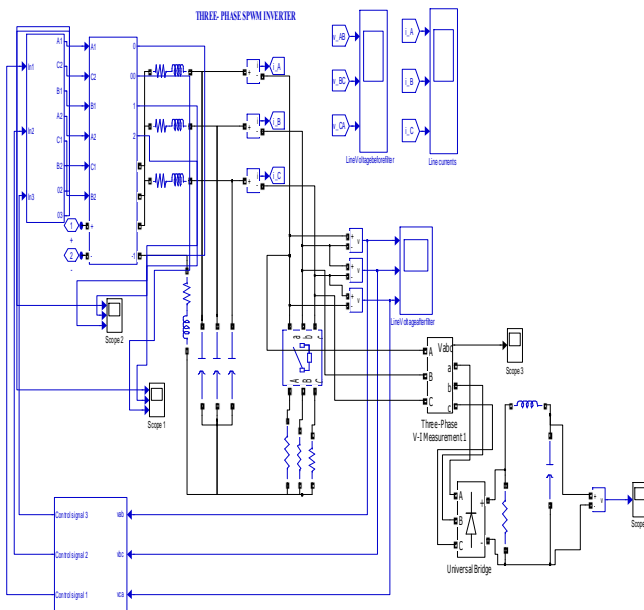 THREE- PHASE SPWM INVERTER
In1
In2
In3
A1
C2
B1
A2
C1
B2
02
03
A1
C2
B1
A2
C1
B2
+
-
0
00
1
2
-1
1
+
2
-
+
-
i
i_A
+
-
i
i_B
+
-
i
i_C
v_AB
v_BC
v_CA
LineVoltagebeforefilter
i_A
i_B
i_C
Line currents
+
-
v
+
-
v
+
-
v
LineVoltageafterfilter
Scope 2
Scope 1
a
b
c
A
B
C
A
B
C
Vabc
a
b
c
Three-Phase
V-I Measurement 1
Scope 3
A
B
C
+
-
Universal Bridge
+
-
v
Scope
Control signal 3
Control signal 2
Control signal 1
vab
vbc
vca